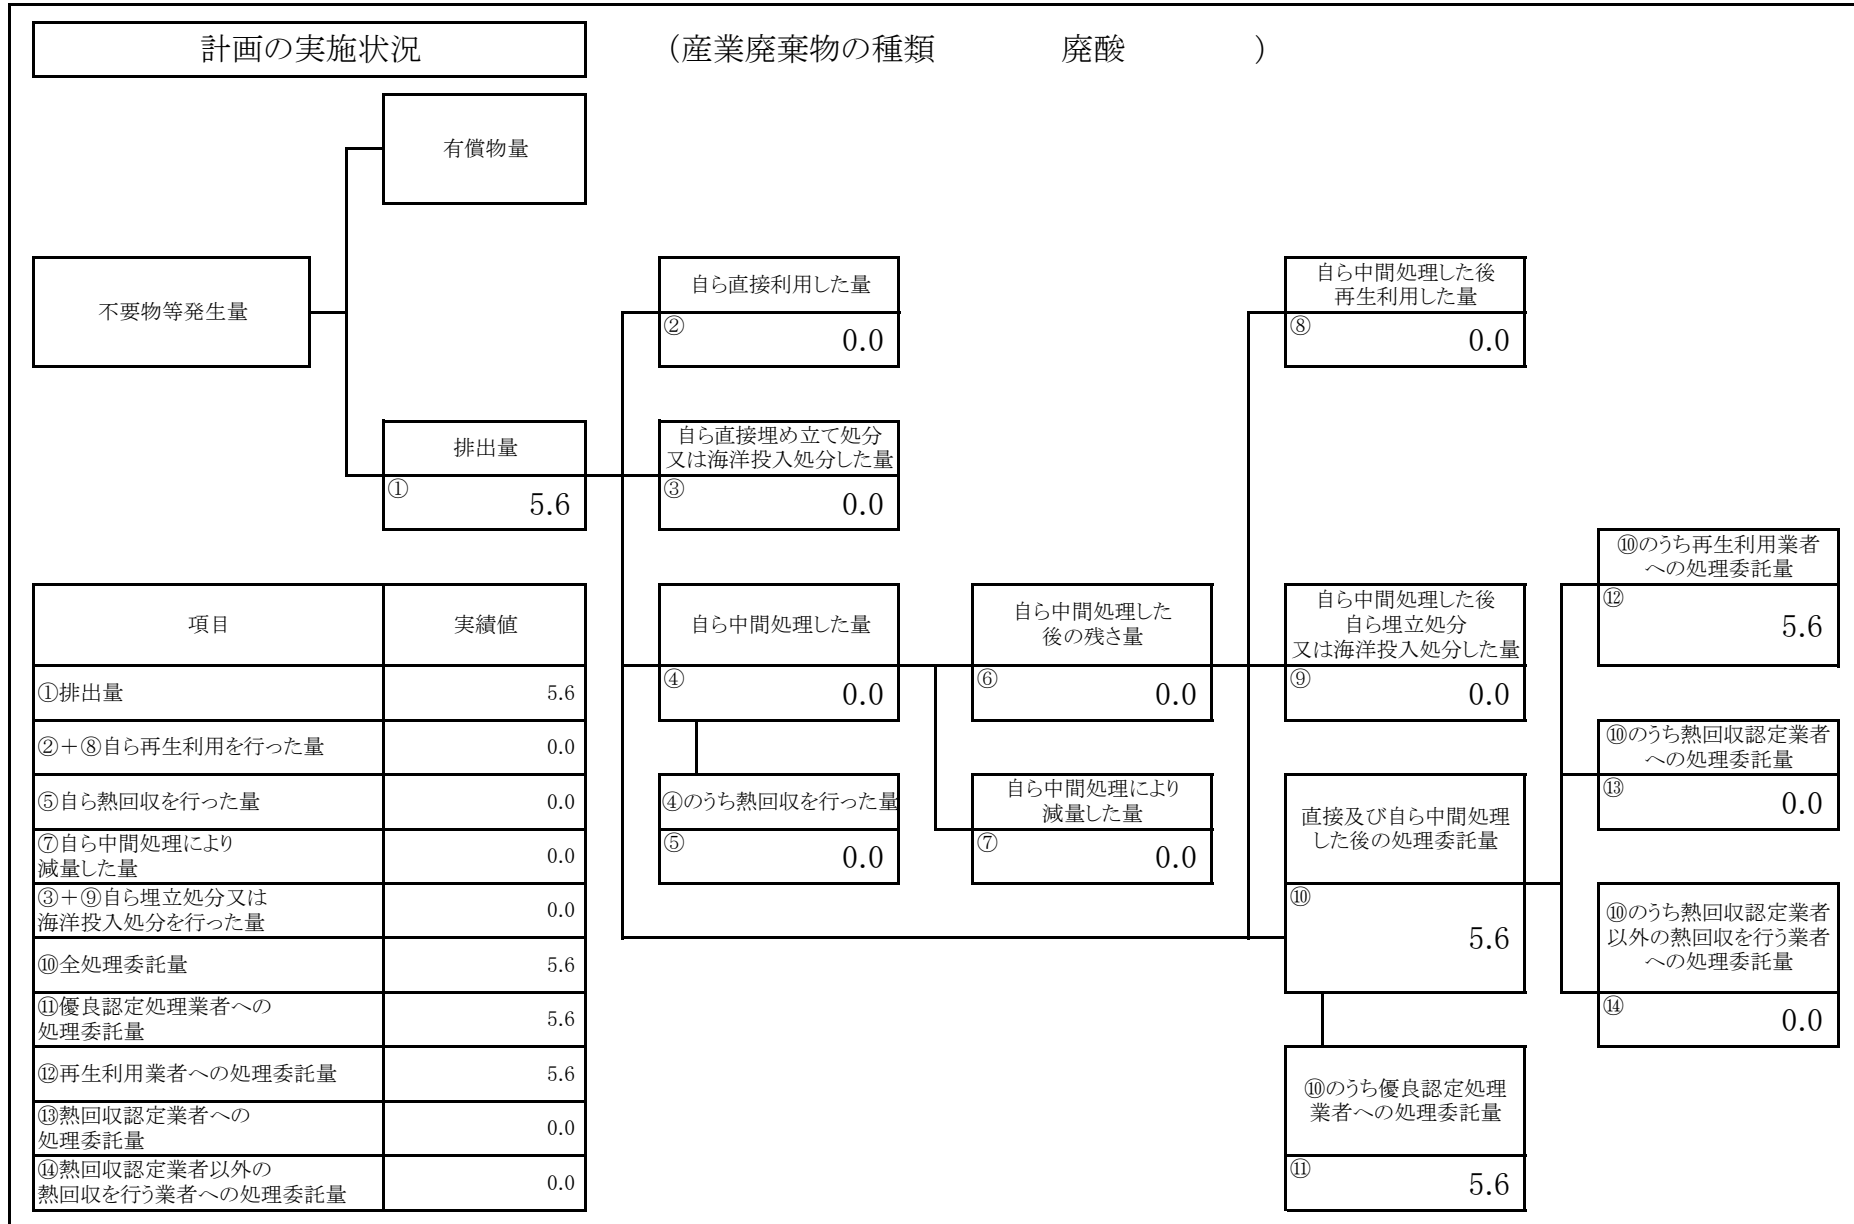 計画の実施状況
（産業廃棄物の種類　廃酸　）
有償物量
不要物等発生量
自ら直接利用した量
②
0.0
自ら中間処理した後
再生利用した量
⑧
0.0
排出量
①
5.6
自ら直接埋め立て処分
又は海洋投入処分した量
③
0.0
⑩のうち再生利用業者
への処理委託量
⑫
5.6
自ら中間処理した量
④
0.0
自ら中間処理した
後の残さ量
⑥
0.0
自ら中間処理した後
自ら埋立処分
又は海洋投入処分した量
⑨
0.0
⑩のうち熱回収認定業者
への処理委託量
⑬
0.0
④のうち熱回収を行った量
⑤
0.0
自ら中間処理により
減量した量
⑦
0.0
直接及び自ら中間処理
した後の処理委託量
⑩
5.6
⑩のうち熱回収認定業者
以外の熱回収を行う業者
への処理委託量
⑭
0.0
⑩のうち優良認定処理
業者への処理委託量
⑪
5.6
項目 実績値
①排出量 5.6
②＋⑧自ら再生利用を行った量 0.0
⑤自ら熱回収を行った量 0.0
⑦自ら中間処理により
減量した量 0.0
③＋⑨自ら埋立処分又は
海洋投入処分を行った量 0.0
⑩全処理委託量 5.6
⑪優良認定処理業者への
処理委託量 5.6
⑫再生利用業者への処理委託量 5.6
⑬熱回収認定業者への
処理委託量 0.0
⑭熱回収認定業者以外の
熱回収を行う業者への処理委託量 0.0